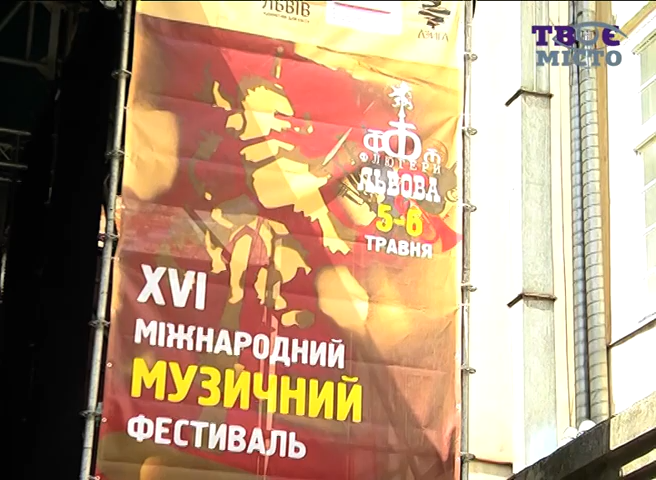 ЛЬВІВ
ТВОЄ
МІСТО
ФЛЮГЕРИ
ЛЬВОВА
5-6
ТРАВНЯ
XVI
МІЖНАРОДНИЙ
МУЗИЧНИЙ
ФЕСТИВАЛЬ